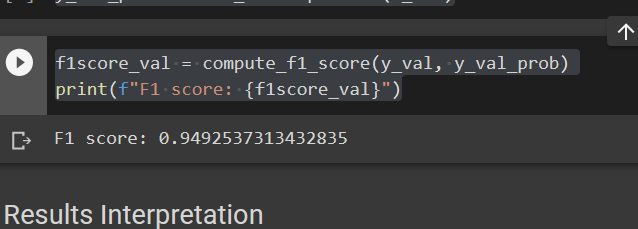 f1score_val = compute_f1_score(y_val, y_val_prob)
print(f"F1 score: {f1score_val}")
F1 score: 0.9492537313432835
Results Interpretation